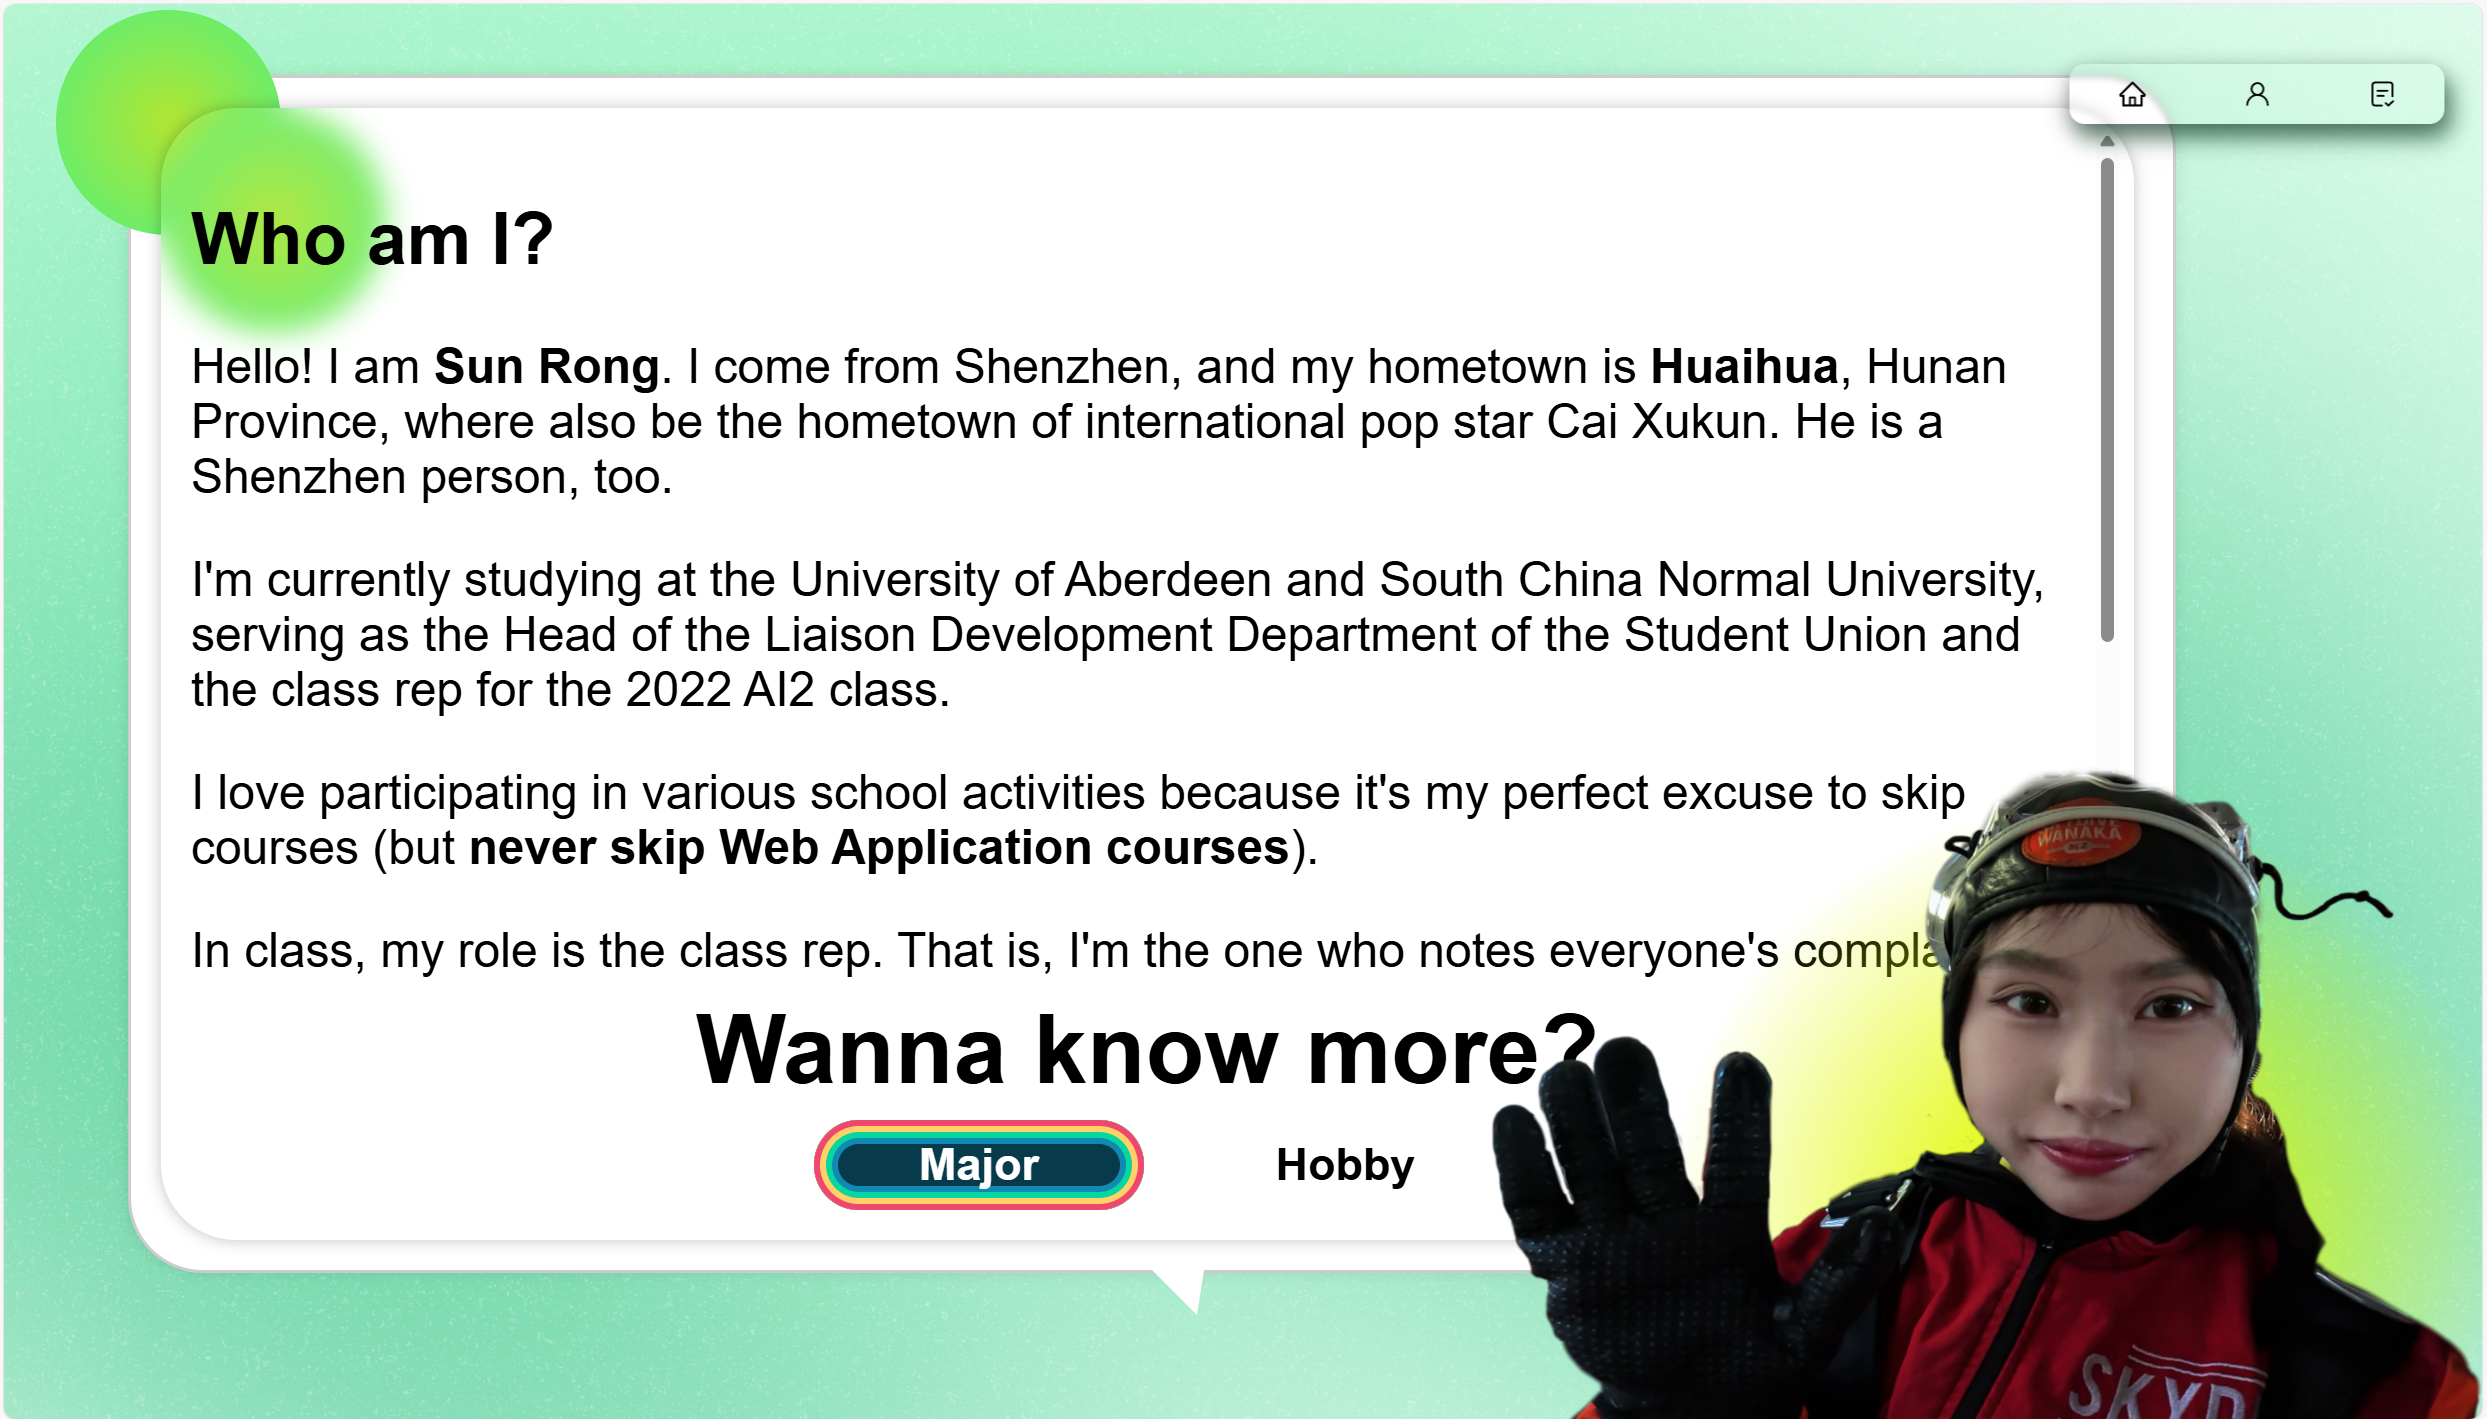 Who am I?
Hello! I am Sun Rong. I come from Shenzhen, and my hometown is Huaihua, Hunan
Province, where also be the hometown of international pop star Cai Xukun. He is a
Shenzhen person, too.
I'm currently studying at the University of Aberdeen and South China Normal University,
serving as the Head of the Liaison Development Department of the Student Union and
the class rep for the 2022 AI2 class.
I love participating in various school activities because it's my perfect excuse to skip
courses (but never skip Web Application courses).
WANAKA
NZ
In class, my role is the class rep. That is, I'm the one who notes everyone's
Wanna know more?
Major
Hobby